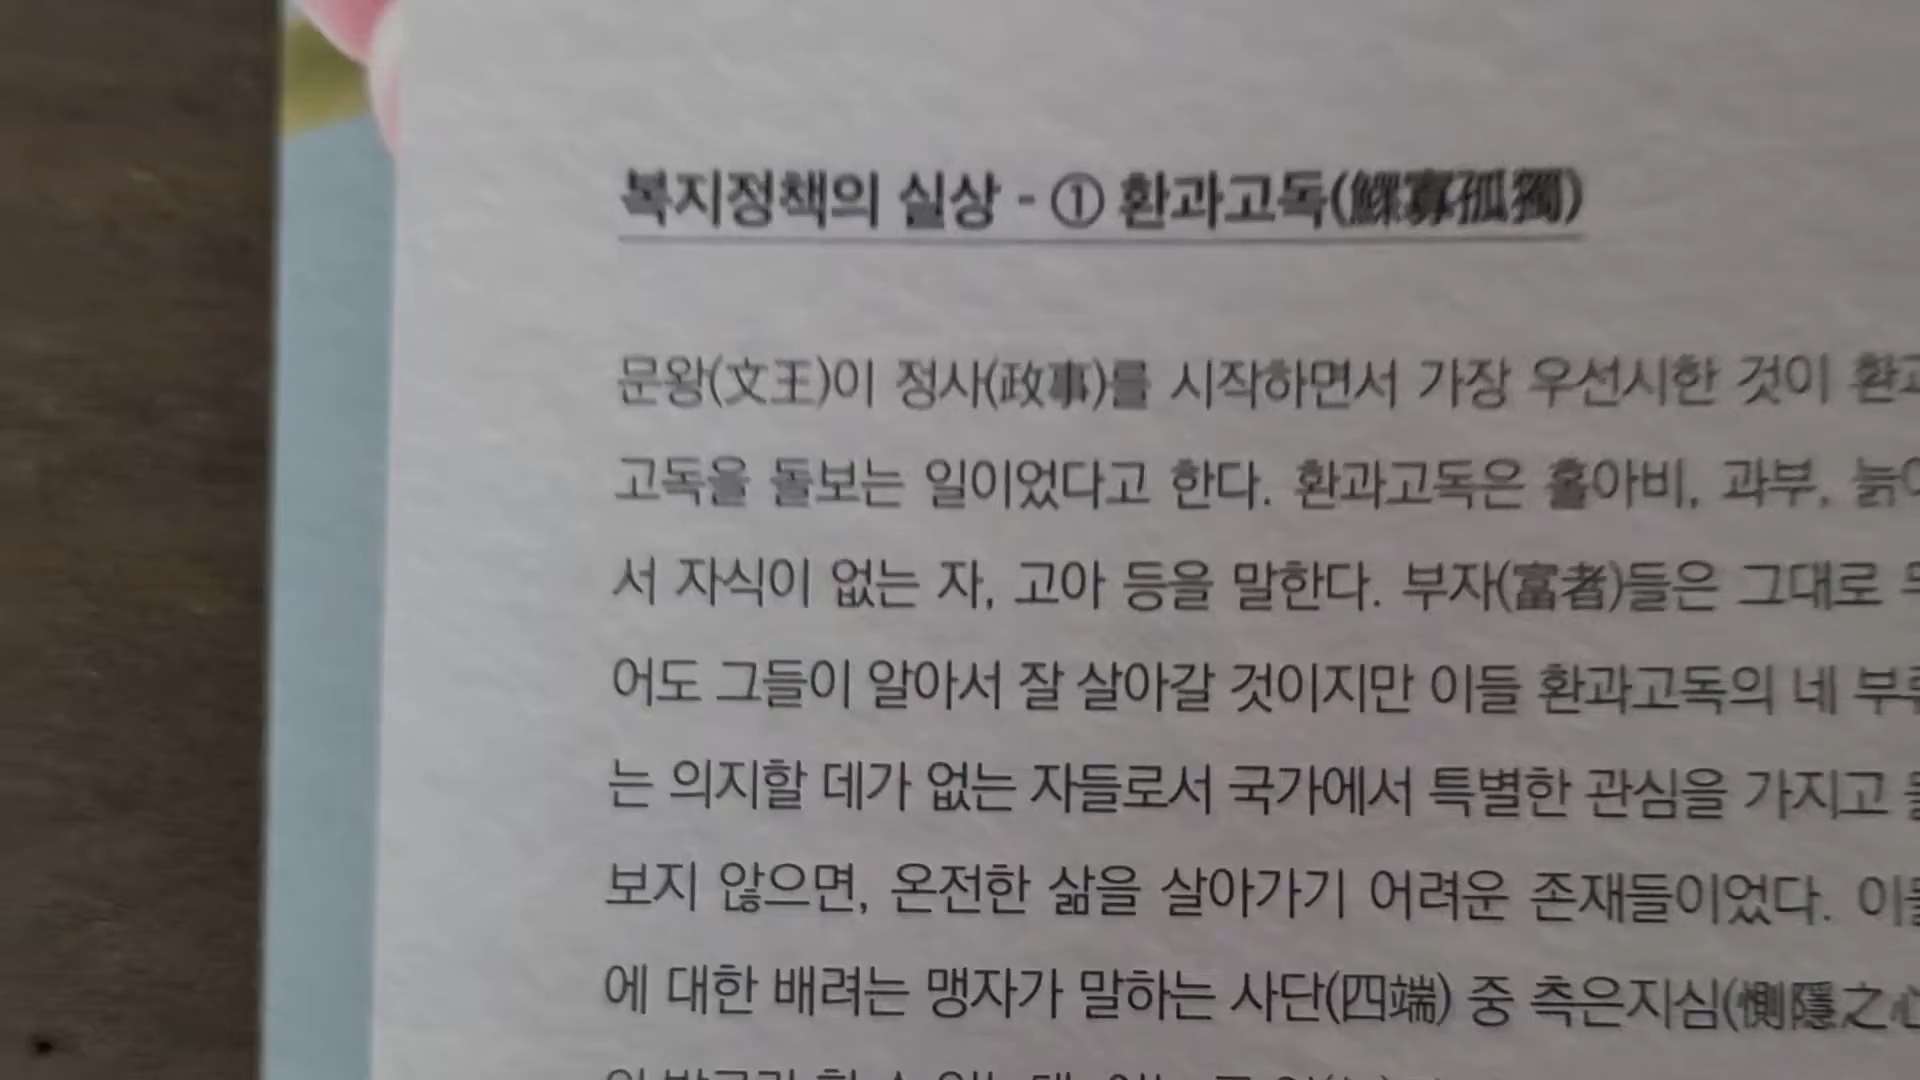 복지정책의 실상 - ① 환과고독(鰥寡孤獨)
문왕(文王)이 정사(政事)를 시작하면서 가장 우선시한 것이 환과
고독을 돌보는 일이었다고 한다. 환과고독은 홀아비, 과부, 늙어
서 자식이 없는 자, 고아 등을 말한다. 부자(富者)들은 그대로
어도 그들이 알아서 잘 살아갈 것이지만 이들 환과고독의 네 부류
는 의지할 데가 없는 자들로서 국가에서 특별한 관심을 가지고
보지 않으면, 온전한 삶을 살아가기 어려운 존재들이었다. 이들
에 대한 배려는 맹자가 말하는 사단(四端) 중 측은지심(惻隱之心